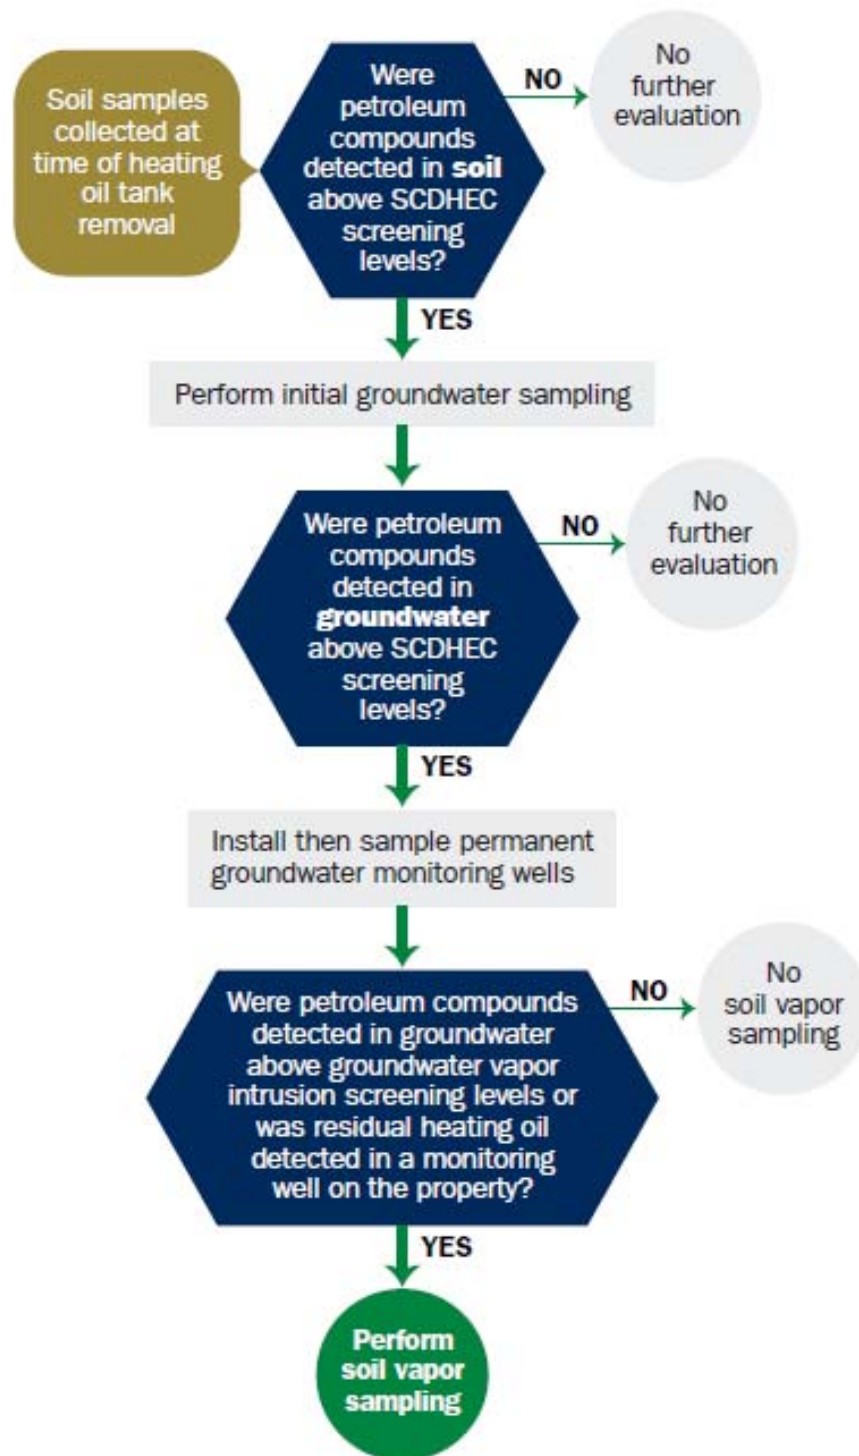 Soil samples
collected at
time of heating
oil tank
removal
Were
petroleum
compounds
detected in soil
above SCDHEC
screening
levels?
NO
No
further
evaluation
YES
Perform initial groundwater sampling
Were petroleum
compounds
detected in
groundwater
above SCDHEC
screening
levels?
NO
No
further
evaluation
YES
Install then sample permanent
groundwater monitoring wells
Were petroleum compounds
detected in groundwater
above groundwater vapor
intrusion screening levels or
was residual heating oil
detected in a monitoring
well on the property?
NO
No
soil vapor
sampling
YES
Perform
soil vapor
sampling